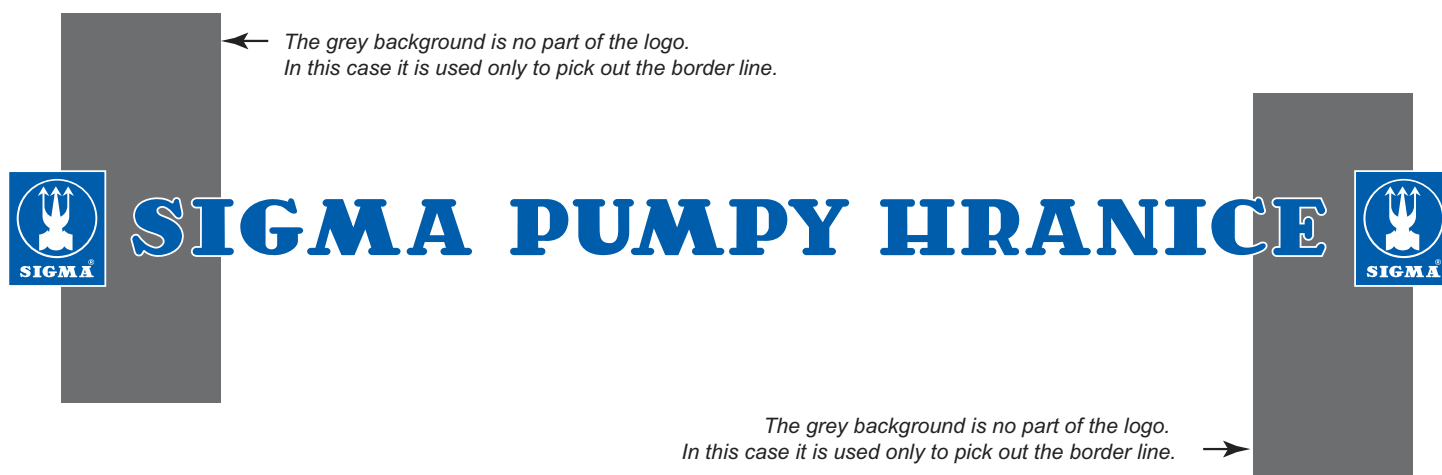 The grey background is no part of the logo.
In this case it is used only to pick out the border line.
SIGMA PUMPY HRANICE
SIGMA®
SIGMA®
The grey background is no part of the logo.
In this case it is used only to pick out the border line.